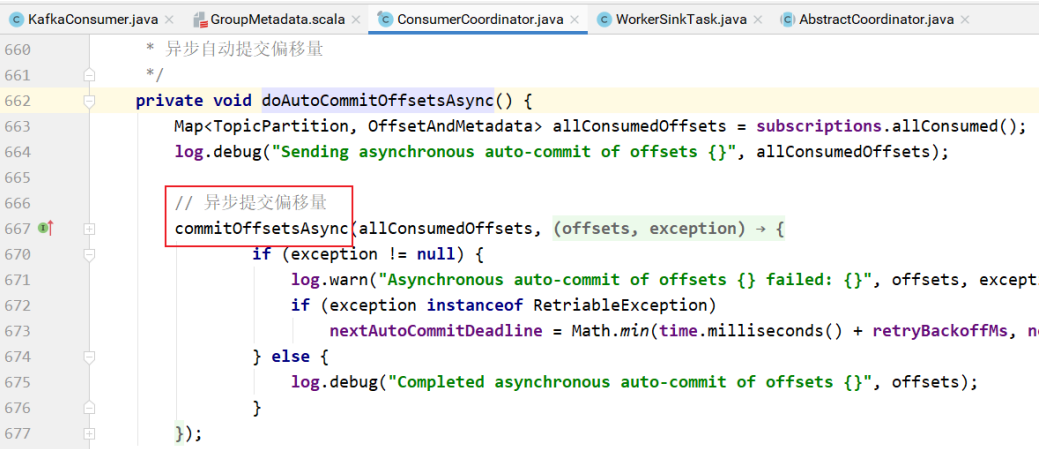 KafkaConsumer.java GroupMetadata.scala ConsumerCoordinator.java WorkerSinkTask.java AbstractCoordinator.java
660 * 异步自动提交偏移量
661 */
662 private void doAutoCommitOffsetsAsync() {
663 Map<TopicPartition, OffsetAndMetadata> allConsumedOffsets = subscriptions.allConsumed();
664 log.debug("Sending asynchronous auto-commit of offsets {}", allConsumedOffsets);
665
666 // 异步提交偏移量
667 commitOffsetsAsync(allConsumedOffsets, (offsets, exception) → {
670 if (exception != null) {
671 log.warn("Asynchronous auto-commit of offsets {} failed: {}", offsets, excepti
672 if (exception instanceof RetriableException)
673 nextAutoCommitDeadline = Math.min(time.milliseconds() + retryBackoffMs, ne
674 } else {
675 log.debug("Completed asynchronous auto-commit of offsets {}", offsets);
676 }
677 });